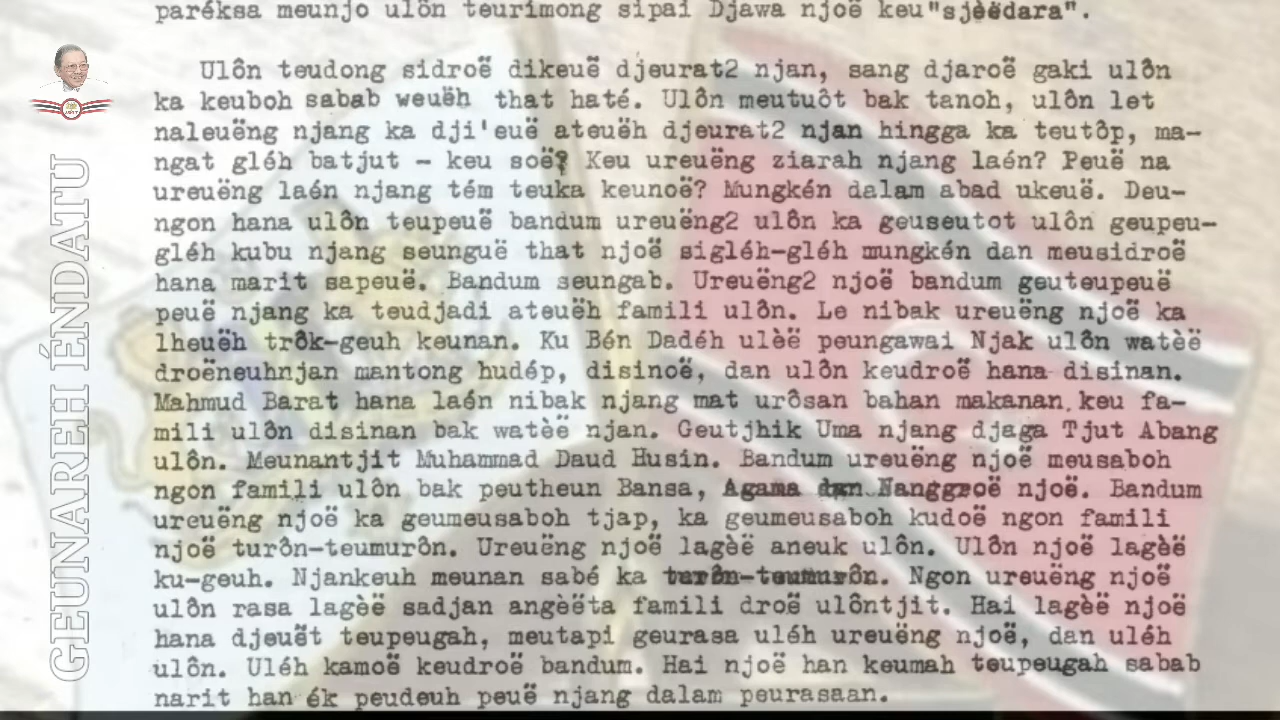 paréksa meunjo ulôn teurimong sipai Djawa njoë keu"sjèëdara".
Ulôn teudong sidroë dikeuë djeurat2 njan, sang djaroë gaki ulôn
ka keuboh sabab weuëh that haté. Ulôn meutuôt bak tanoh, ulôn let
naleuëng njang ka dji'euë ateuëh djeurat2 njan hingga ka teutôp, ma-
ngat gléh batjut - keu soë? Keu ureuëng ziarah njang laén? Peuë na
ureuëng laén njang tém teuka keunoë? Mungkén dalam abad ukeuë. Deu-
ngon hana ulôn teupeuë bandum ureuëng2 ulôn ka geuseutot ulôn geupeu-
gléh kubu njang seunguë that njoë sigléh-gléh mungkén dan meusidroë
hana marit sapeuë. Bandum seungab. Ureuëng2 njoë bandum geuteupeuë
peuë njang ka teudjadi ateuëh famili ulôn. Le nibak ureuëng njoë ka
lheuëh trôk-geuh keunan. Ku Bén Dadéh ulèë peungawai Njak ulôn watèë
droëneuhnjan mantong hudép, disinoë, dan ulôn keudroë hana disinan.
Mahmud Barat hana laén nibak njang mat urôsan bahan makanan keu fa-
mili ulôn disinan bak watèë njan. Geutjhik Uma njang djaga Tjut Abang
ulôn. Meunantjit Muhammad Daud Husin. Bandum ureuëng njoë meusaboh
ngon famili ulôn bak peutheun Bansa, Agama dan Nanggroë njoë. Bandum
ureuëng njoë ka geumeusaboh tjap, ka geumeusaboh kudoë ngon famili
njoë turôn-teumurôn. Ureuëng njoë lagèë aneuk ulôn. Ulôn njoë lagèë
ku-geuh. Njankeuh meunan sabé ka turôn-teumurôn. Ngon ureuëng njoë
ulôn rasa lagèë sadjan angèëta famili droë ulôntjit. Hai lagèë njoë
hana djeuët teupeugah, meutapi geurasa uléh ureuëng njoë, dan uléh
ulôn. Uléh kamoë keudroë bandum. Hai njoë han keumah teupeugah sabab
narit han ék peudeuh peuë njang dalam peurasaan.
GEUNAREH ÉNDATU